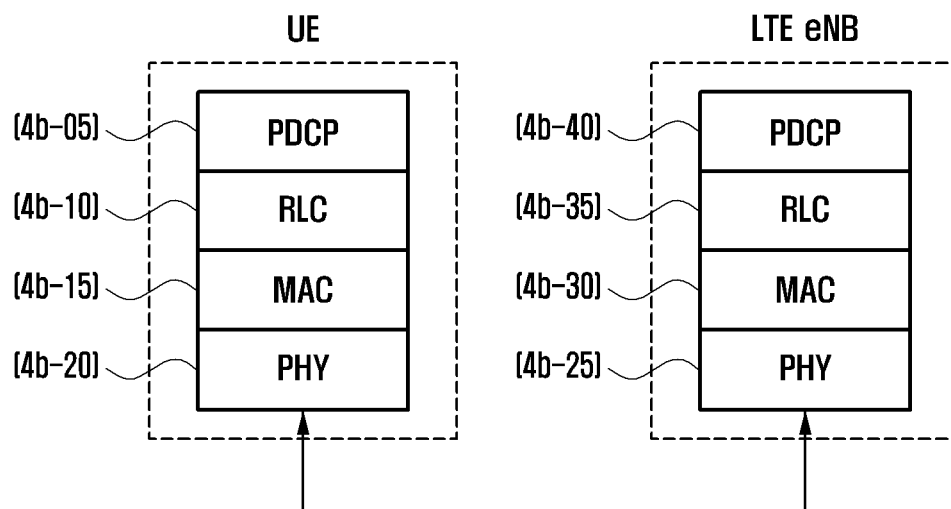 UE
LTE eNB
(4b-05)
PDCP
(4b-40)
PDCP
(4b-10)
RLC
(4b-35)
RLC
(4b-15)
MAC
(4b-30)
MAC
(4b-20)
PHY
(4b-25)
PHY